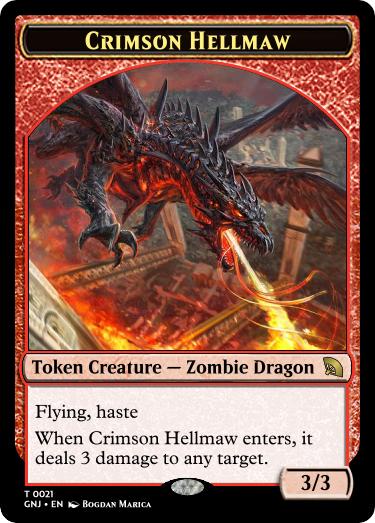 Crimson Hellmaw
Token Creature — Zombie Dragon
Flying, haste
When Crimson Hellmaw enters, it
deals 3 damage to any target.
3/3
T 0021
GNJ • EN Bogdan Marica